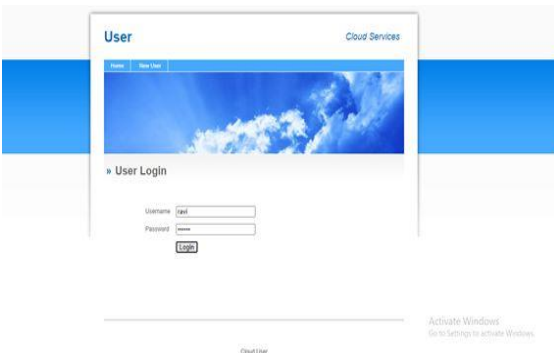 User
Cloud Services
Home New User
» User Login
Username ravi
Password ••••••
Login
Activate Windows
Go to Settings to activate Windows.
Cloud User